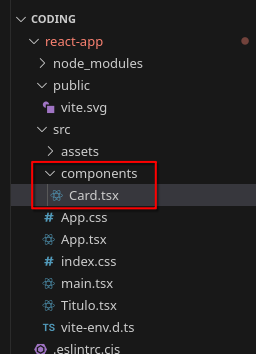 CODING
react-app
node_modules
public
vite.svg
src
assets
components
Card.tsx
App.css
App.tsx
index.css
main.tsx
Titulo.tsx
TS vite-env.d.ts
.eslintrc.cjs